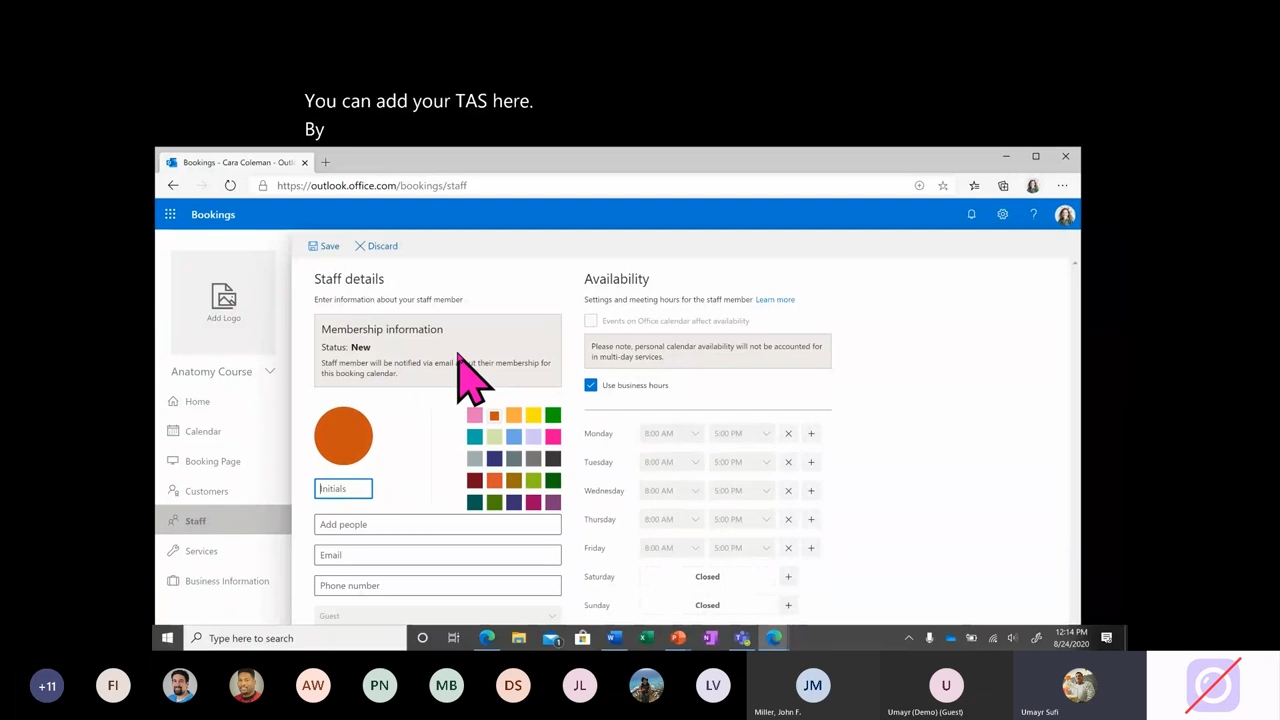 You can add your TAS here.
By
Bookings - Cara Coleman - Outl
https://outlook.office.com/bookings/staff
Bookings
Save
Discard
Add Logo
Anatomy Course
Home
Calendar
Booking Page
Customers
Staff
Services
Business Information
Staff details
Enter information about your staff member
Membership information
Status: New
Staff member will be notified via email about their membership for
this booking calendar.
Initials
Add people
Email
Phone number
Guest
Availability
Settings and meeting hours for the staff member Learn more
Events on Office calendar affect availability
Please note, personal calendar availability will not be accounted for
in multi-day services.
Use business hours
Monday 8:00 AM 5:00 PM
Tuesday 8:00 AM 5:00 PM
Wednesday 8:00 AM 5:00 PM
Thursday 8:00 AM 5:00 PM
Friday 8:00 AM 5:00 PM
Saturday Closed
Sunday Closed
Type here to search
12:14 PM
8/24/2020
+11 FI AW PN MB DS JL LV JM U
Miller, John F. Umayr (Demo) (Guest) Umayr Sufi